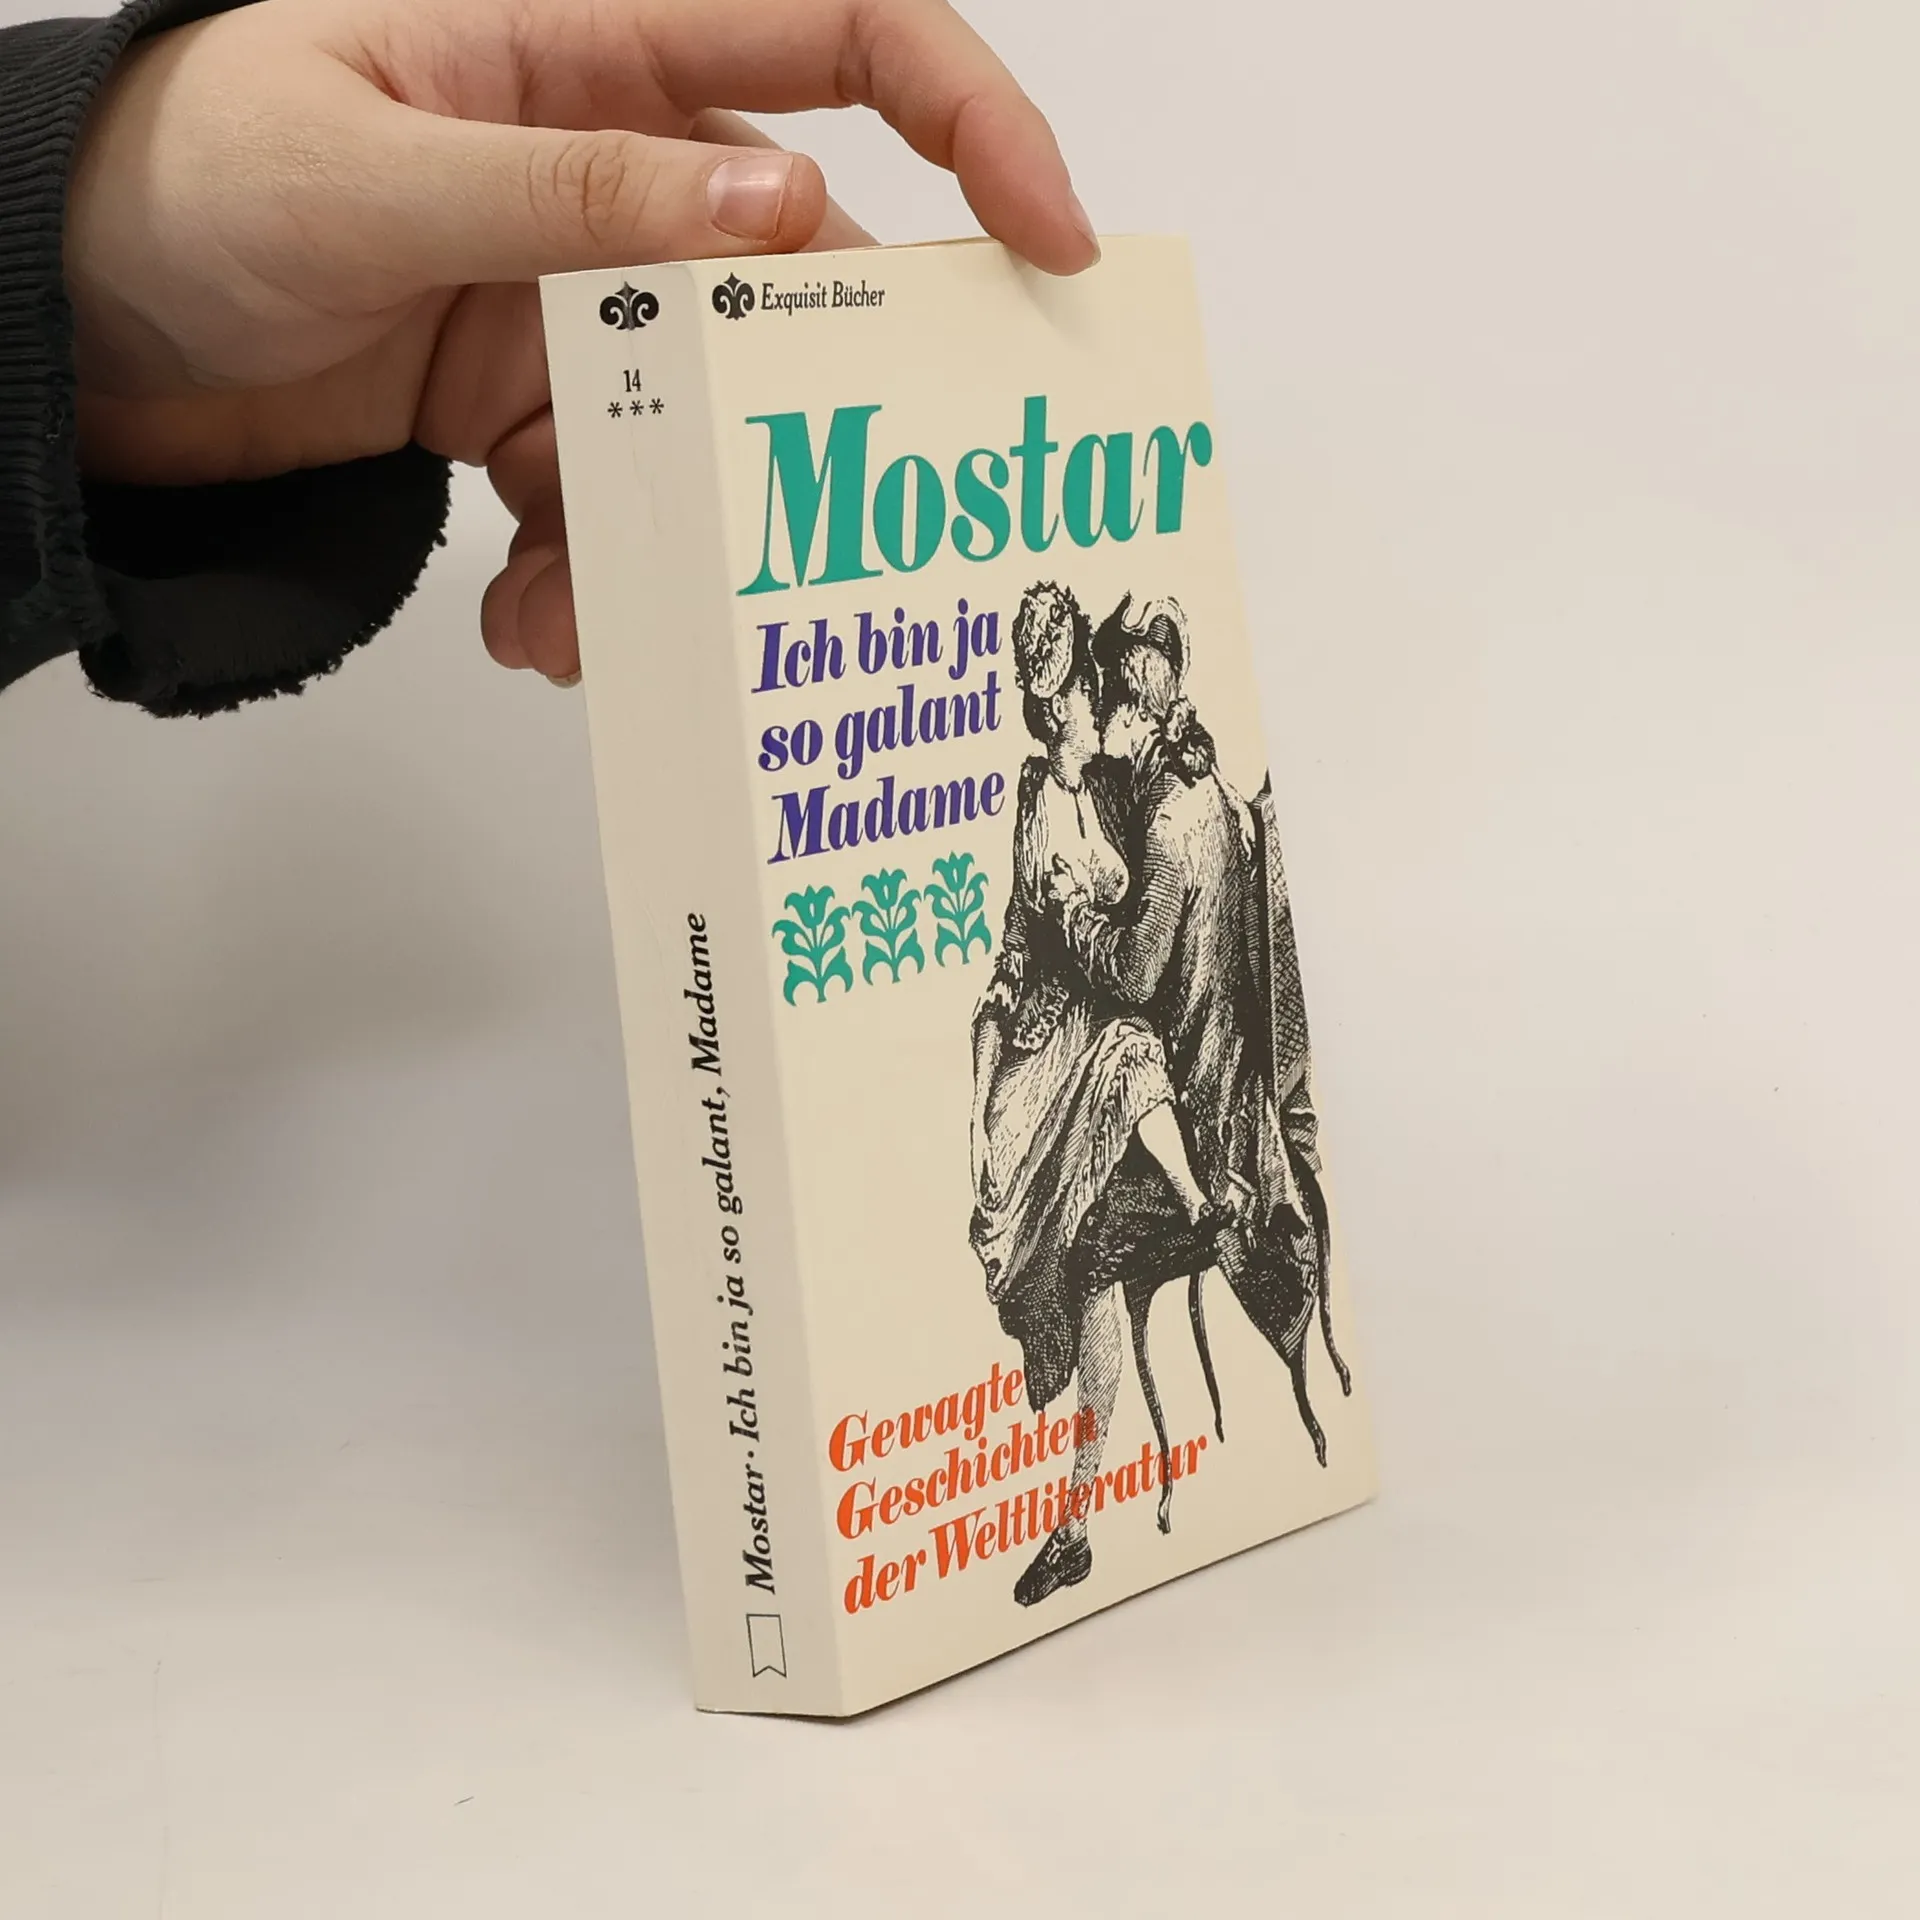 14
***
Mostar · Ich bin ja so galant, Madame
Exquisit Bücher
Mostar
Ich bin ja
so galant
Madame
Gewagte
Geschichten
der Weltliteratur